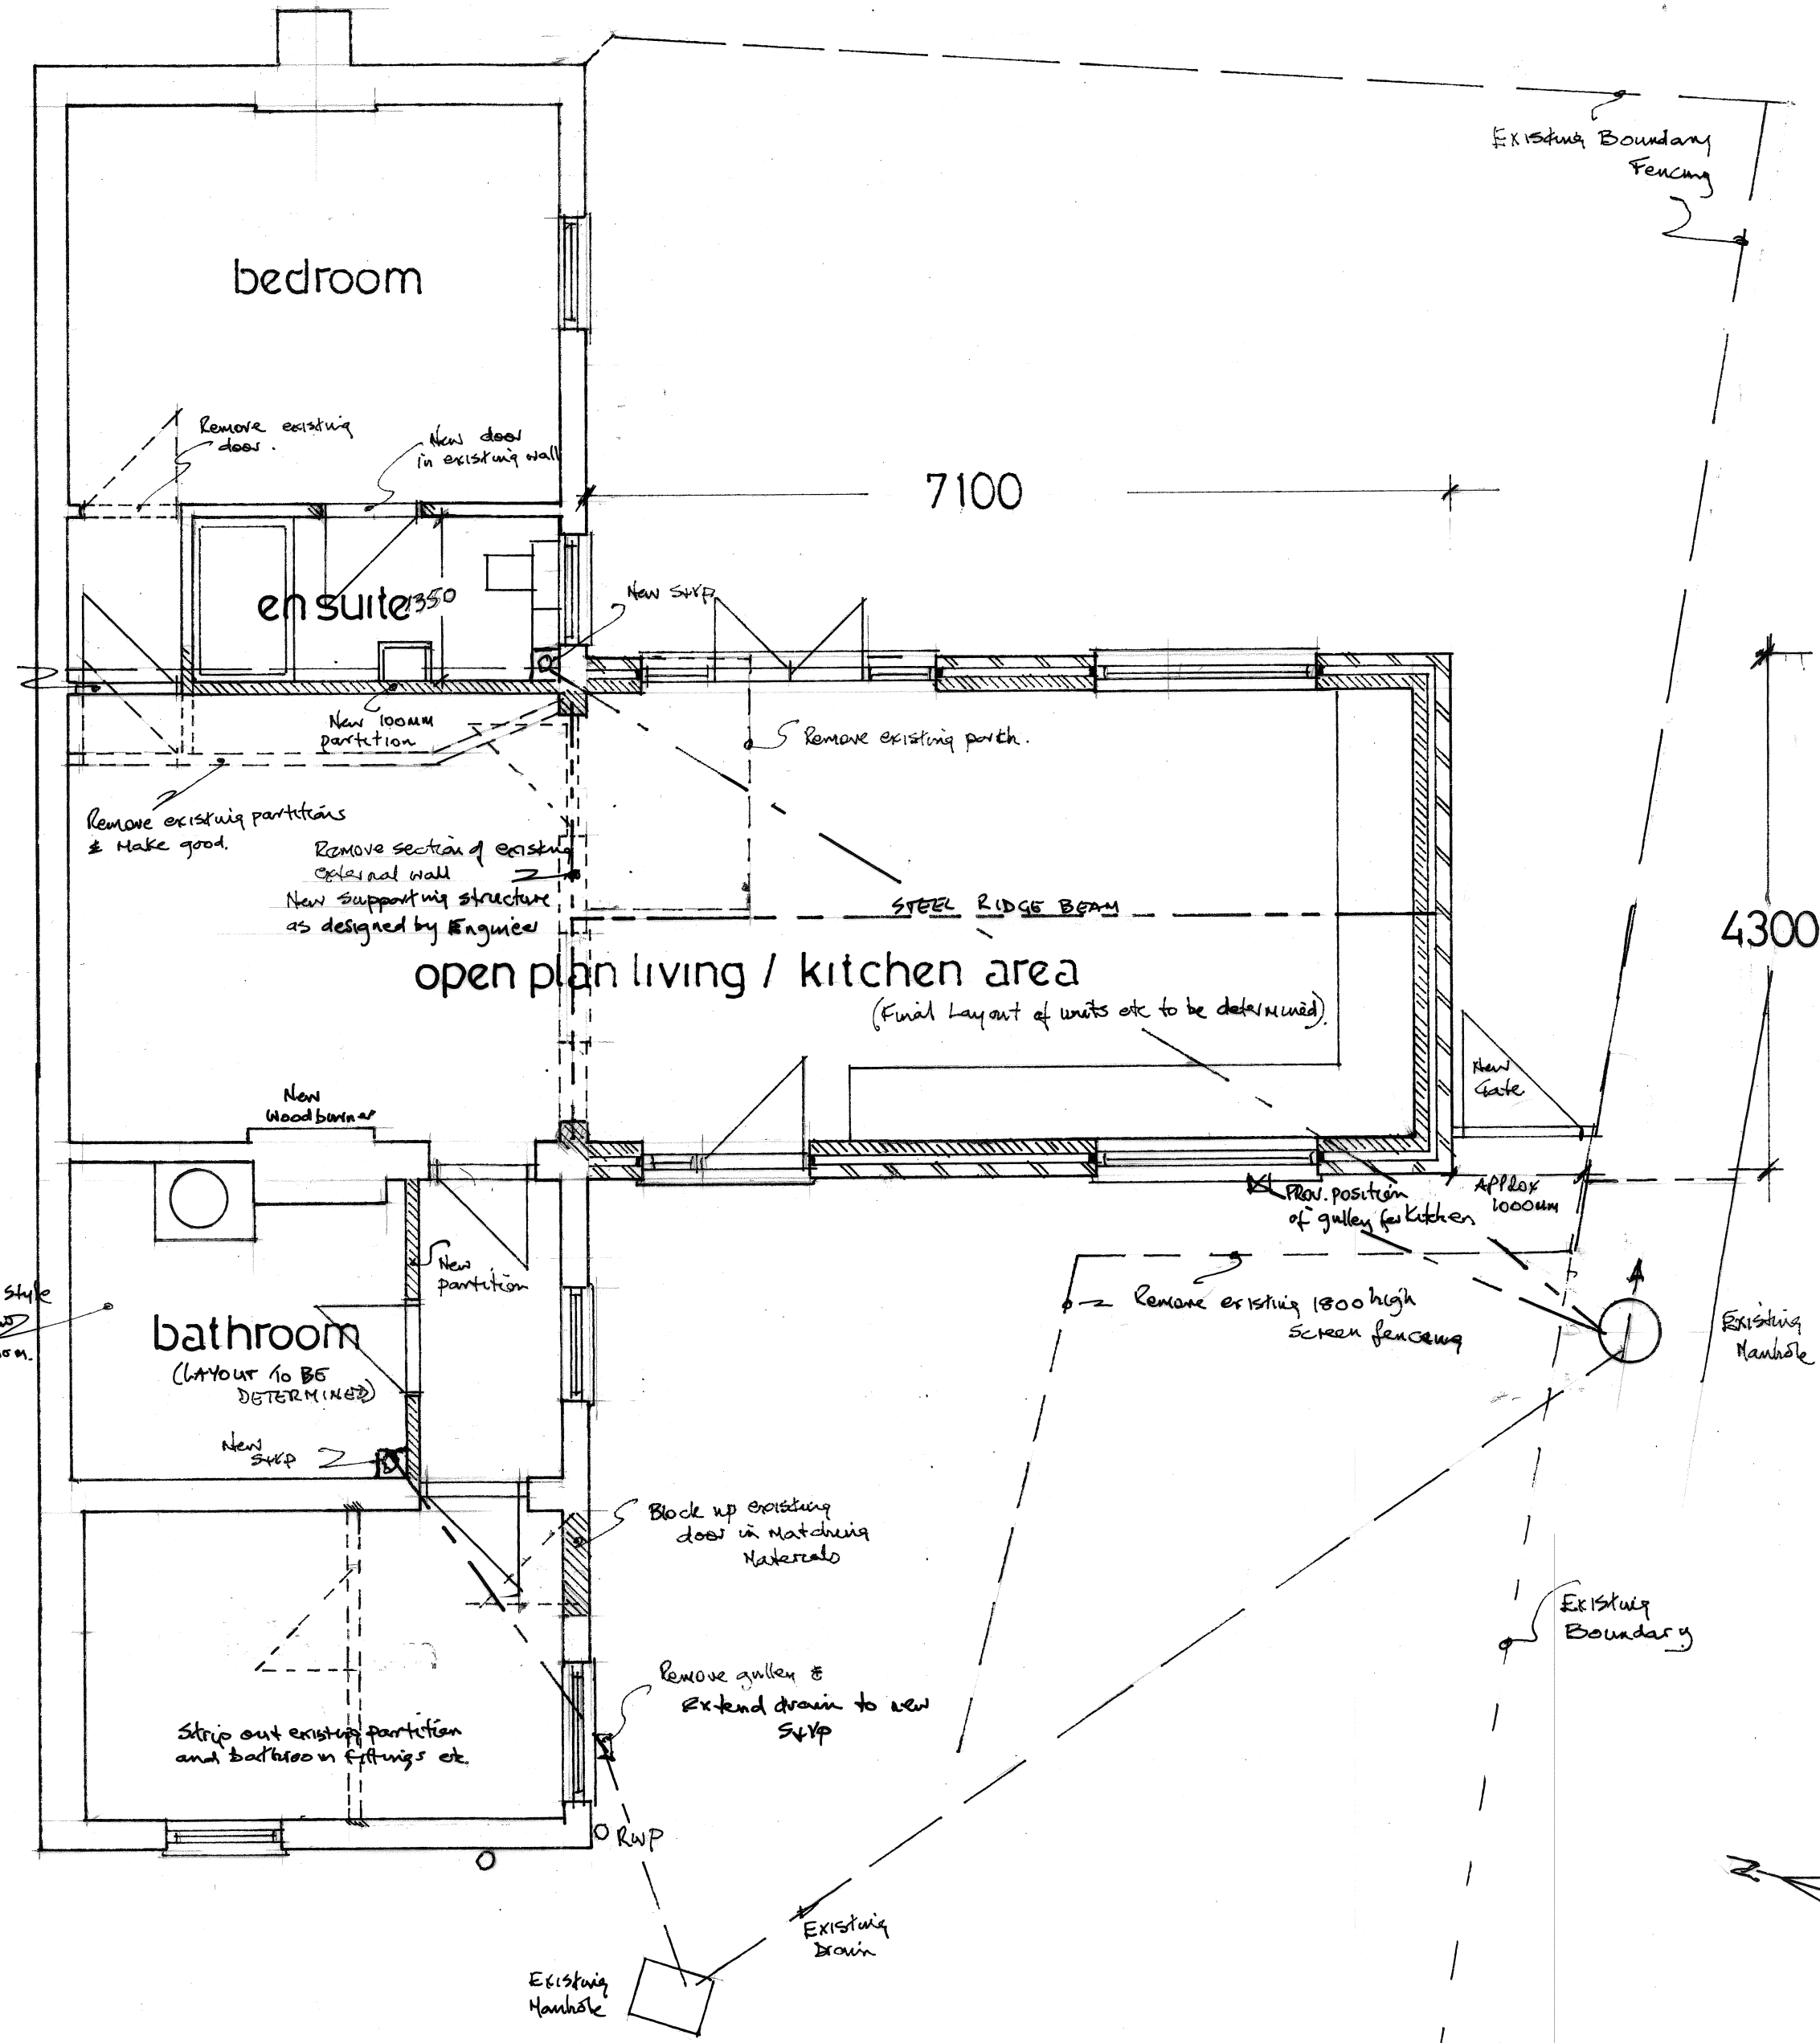 Existing Boundary
Fencing
bedroom
Remove existing
door.
New door
in existing wall
7100
ensuite
1350
New S+VP
New 100mm
partition
Remove existing porch.
Remove existing partitions
& Make good.
Remove section of existing
external wall
New supporting structure
as designed by Engineer
STEEL RIDGE BEAM
4300
open plan living / kitchen area
(Final Layout of units etc to be determined).
New
Gate
New
Woodburner
PROV. position
of gulley for Kitchen
APPROX
1000mm
New
partition
Style
bathroom
(LAYOUT TO BE
DETERMINED)
Remove existing 1800 high
Screen fencing
Existing
Manhole
New
S+VP
Block up existing
door in Matching
Materials
Existing
Boundary
Remove gulley &
Extend drain to new
S+VP
Strip out existing partition
and bathroom fittings etc.
RWP
Existing
Drain
Existing
Manhole